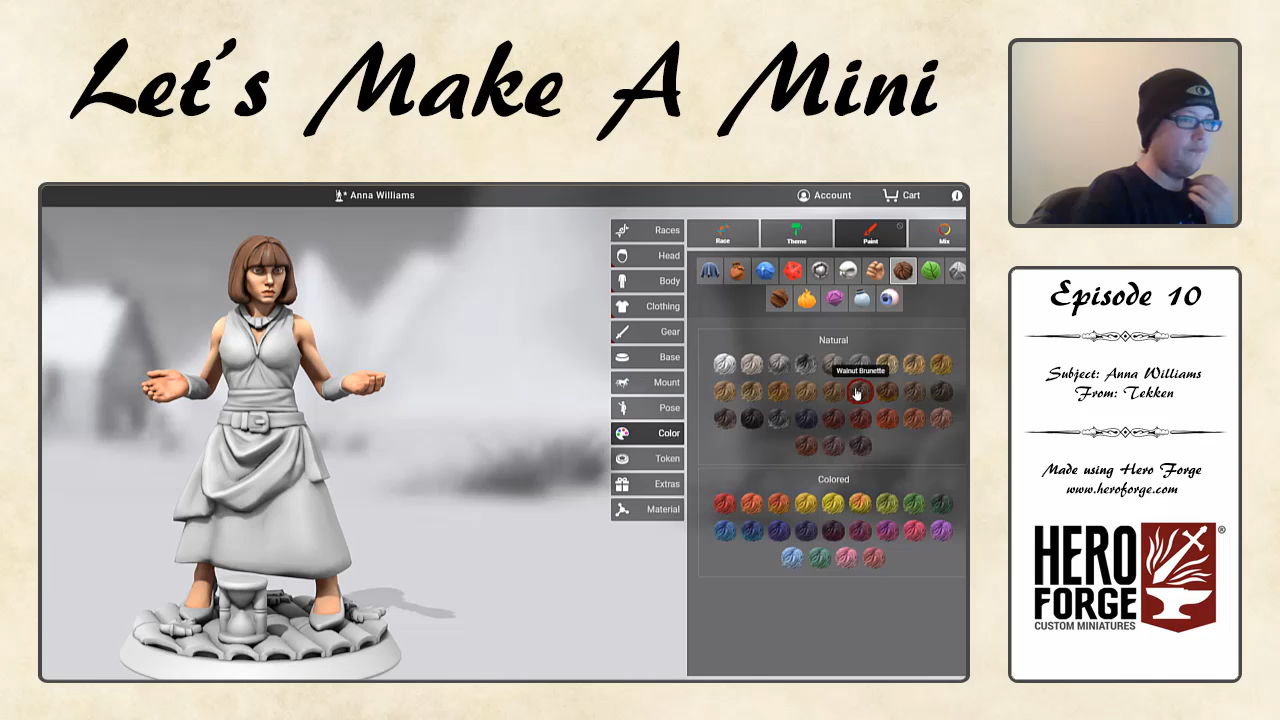 Let's Make A Mini
* Anna Williams
Account
Cart
i
Races
Head
Body
Clothing
Gear
Base
Mount
Pose
Color
Token
Extras
Material
Race
Theme
Paint
Mix
Natural
Walnut Brunette
Colored
Episode 10
Subject: Anna Williams
From: Tekken
Made using Hero Forge
www.heroforge.com
HERO
FORGE®
CUSTOM MINIATURES